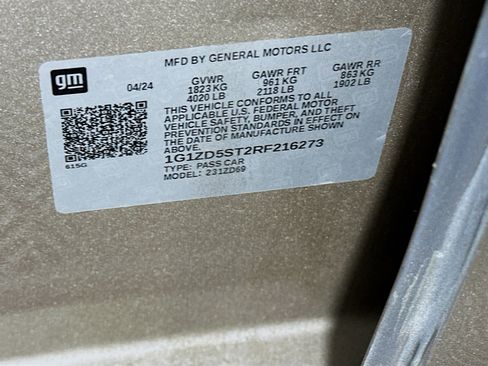 MFD BY GENERAL MOTORS LLC
gm
04/24 GVWR GAWR FRT GAWR RR
1823 KG 961 KG 863 KG
4020 LB 2118 LB 1902 LB
THIS VEHICLE CONFORMS TO ALL
APPLICABLE U.S. FEDERAL MOTOR
VEHICLE SAFETY, BUMPER, AND THEFT
PREVENTION STANDARDS IN EFFECT ON
THE DATE OF MANUFACTURE SHOWN
ABOVE.
615G
1G1ZD5ST2RF216273
TYPE: PASS CAR
MODEL: 231ZD69